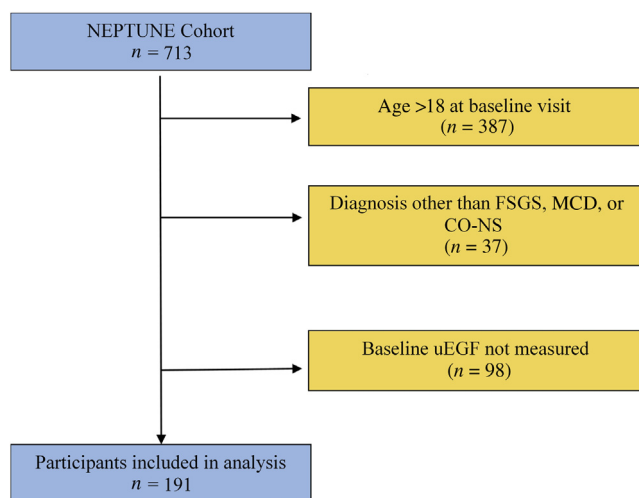 NEPTUNE Cohort
n = 713
Age >18 at baseline visit
(n = 387)
Diagnosis other than FSGS, MCD, or
CO-NS
(n = 37)
Baseline uEGF not measured
(n = 98)
Participants included in analysis
n = 191